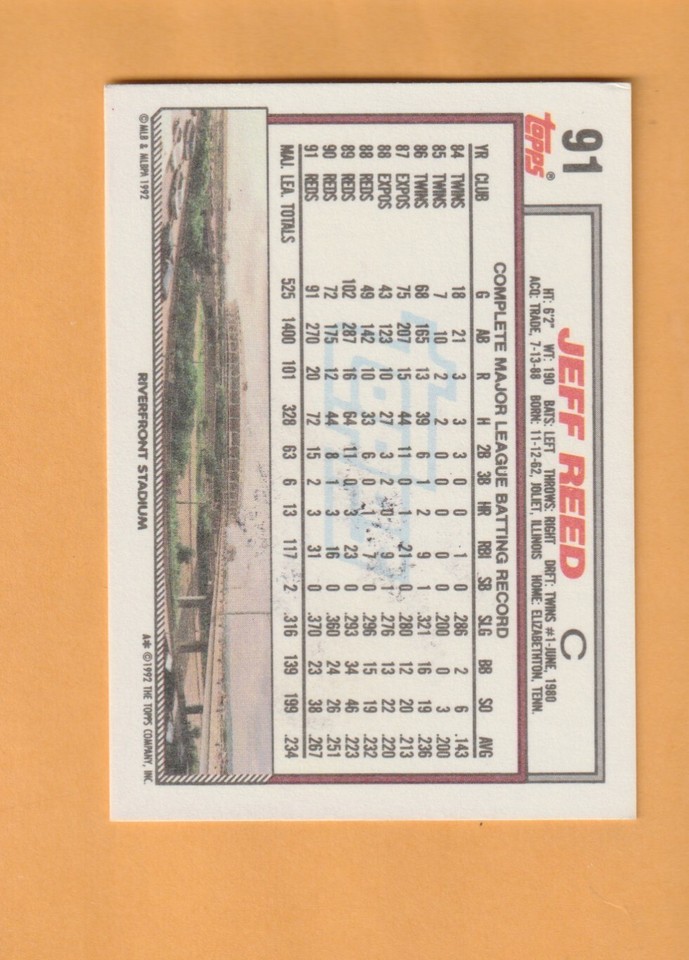 91
TOPPS®
JEFF REED C
HT: 6'2" WT: 190 BATS: LEFT THROWS: RIGHT DRFT: TWINS #1-JUNE, 1980
ACQ: TRADE, 7-13-88 BORN: 11-12-62, JOLIET, ILLINOIS HOME: ELIZABETHTON, TENN.
COMPLETE MAJOR LEAGUE BATTING RECORD
YR CLUB G AB R H 2B 3B HR RBI SB SLG BB SO AVG
84 TWINS 18 21 3 3 3 0 0 1 0 .286 2 6 .143
85 TWINS 7 10 2 2 0 0 0 0 0 .200 0 3 .200
86 TWINS 68 165 13 39 6 1 2 9 1 .321 16 19 .236
87 EXPOS 75 207 15 44 11 0 1 21 0 .280 12 20 .213
88 EXPOS 43 123 10 27 3 2 0 9 1 .276 13 22 .220
88 REDS 49 142 10 33 6 0 1 7 0 .296 15 19 .232
89 REDS 102 287 16 64 11 0 3 23 0 .293 34 46 .223
90 REDS 72 175 12 44 8 1 3 16 0 .360 24 26 .251
91 REDS 91 270 20 72 15 2 3 31 0 .370 23 38 .267
MAJ. LEA. TOTALS 525 1400 101 328 63 6 13 117 2 .316 139 199 .234
RIVERFRONT STADIUM
© MLB & MLBPA 1992
A* © 1992 THE TOPPS COMPANY, INC.